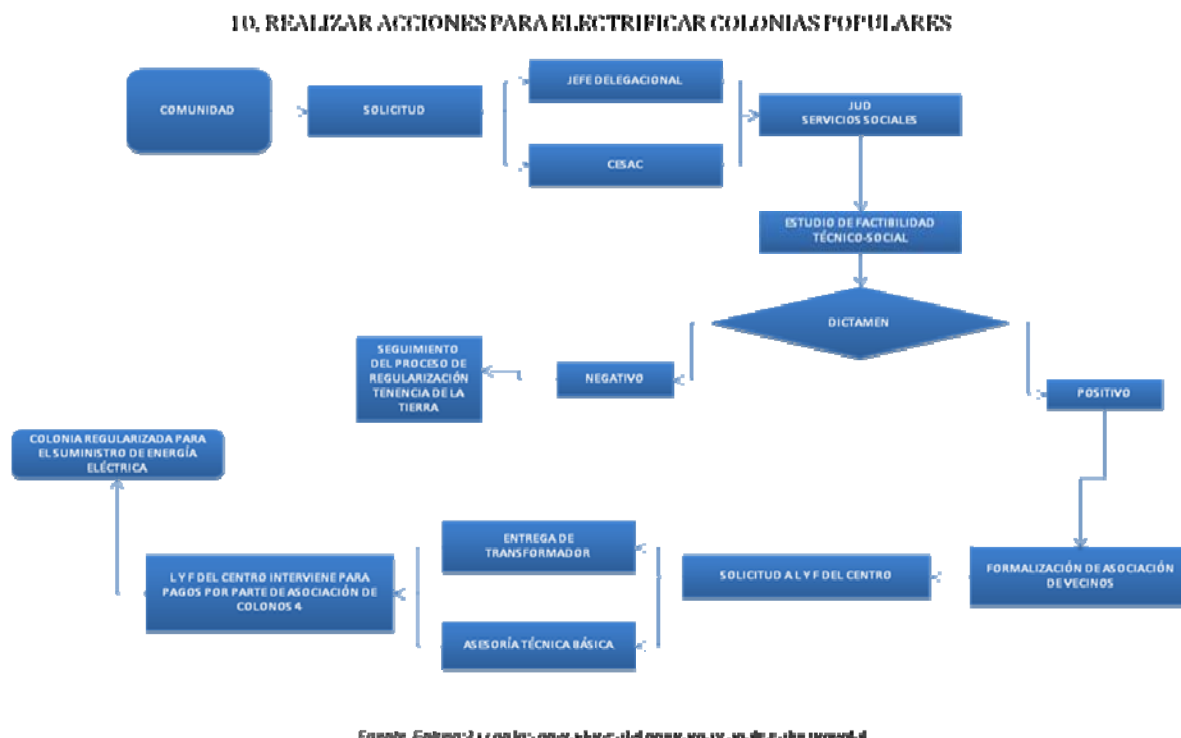 10. REALIZAR ACCIONES PARA ELECTRIFICAR COLONIAS POPULARES
COMUNIDAD
SOLICITUD
JEFE DELEGACIONAL
CESAC
JUD
SERVICIOS SOCIALES
ESTUDIO DE FACTIBILIDAD
TÉCNICO-SOCIAL
DICTAMEN
NEGATIVO
SEGUIMIENTO
DEL PROCESO DE
REGULARIZACIÓN
TENENCIA DE LA
TIERRA
POSITIVO
FORMALIZACIÓN DE ASOCIACIÓN
DE VECINOS
SOLICITUD A L Y F DEL CENTRO
ENTREGA DE
TRANSFORMADOR
ASESORÍA TÉCNICA BÁSICA
L Y F DEL CENTRO INTERVIENE PARA
PAGOS POR PARTE DE ASOCIACIÓN DE
COLONOS 4
COLONIA REGULARIZADA PARA
EL SUMINISTRO DE ENERGÍA
ELÉCTRICA